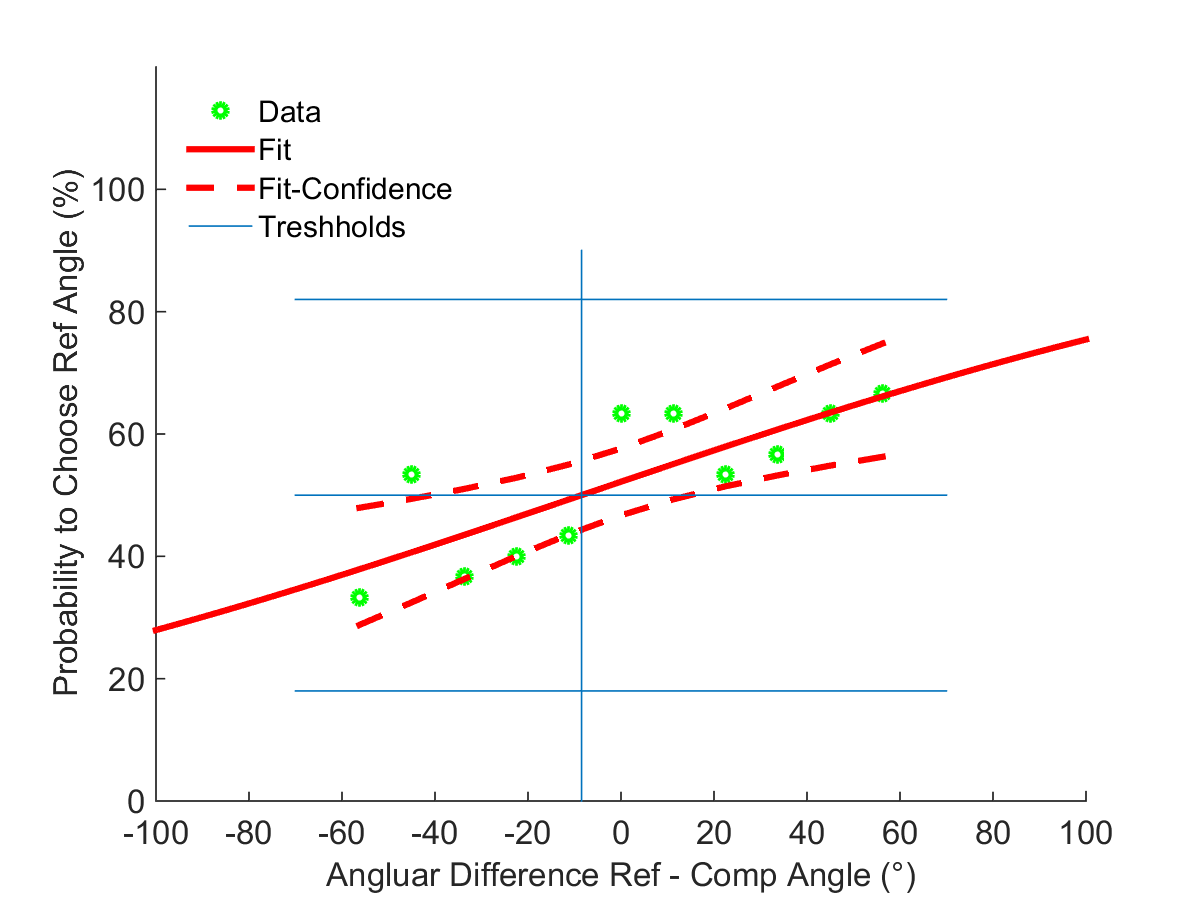 Data
Fit
Fit-Confidence
Treshholds
Probability to Choose Ref Angle (%)
100
80
60
40
20
0
-100 -80 -60 -40 -20 0 20 40 60 80 100
Angluar Difference Ref - Comp Angle (°)